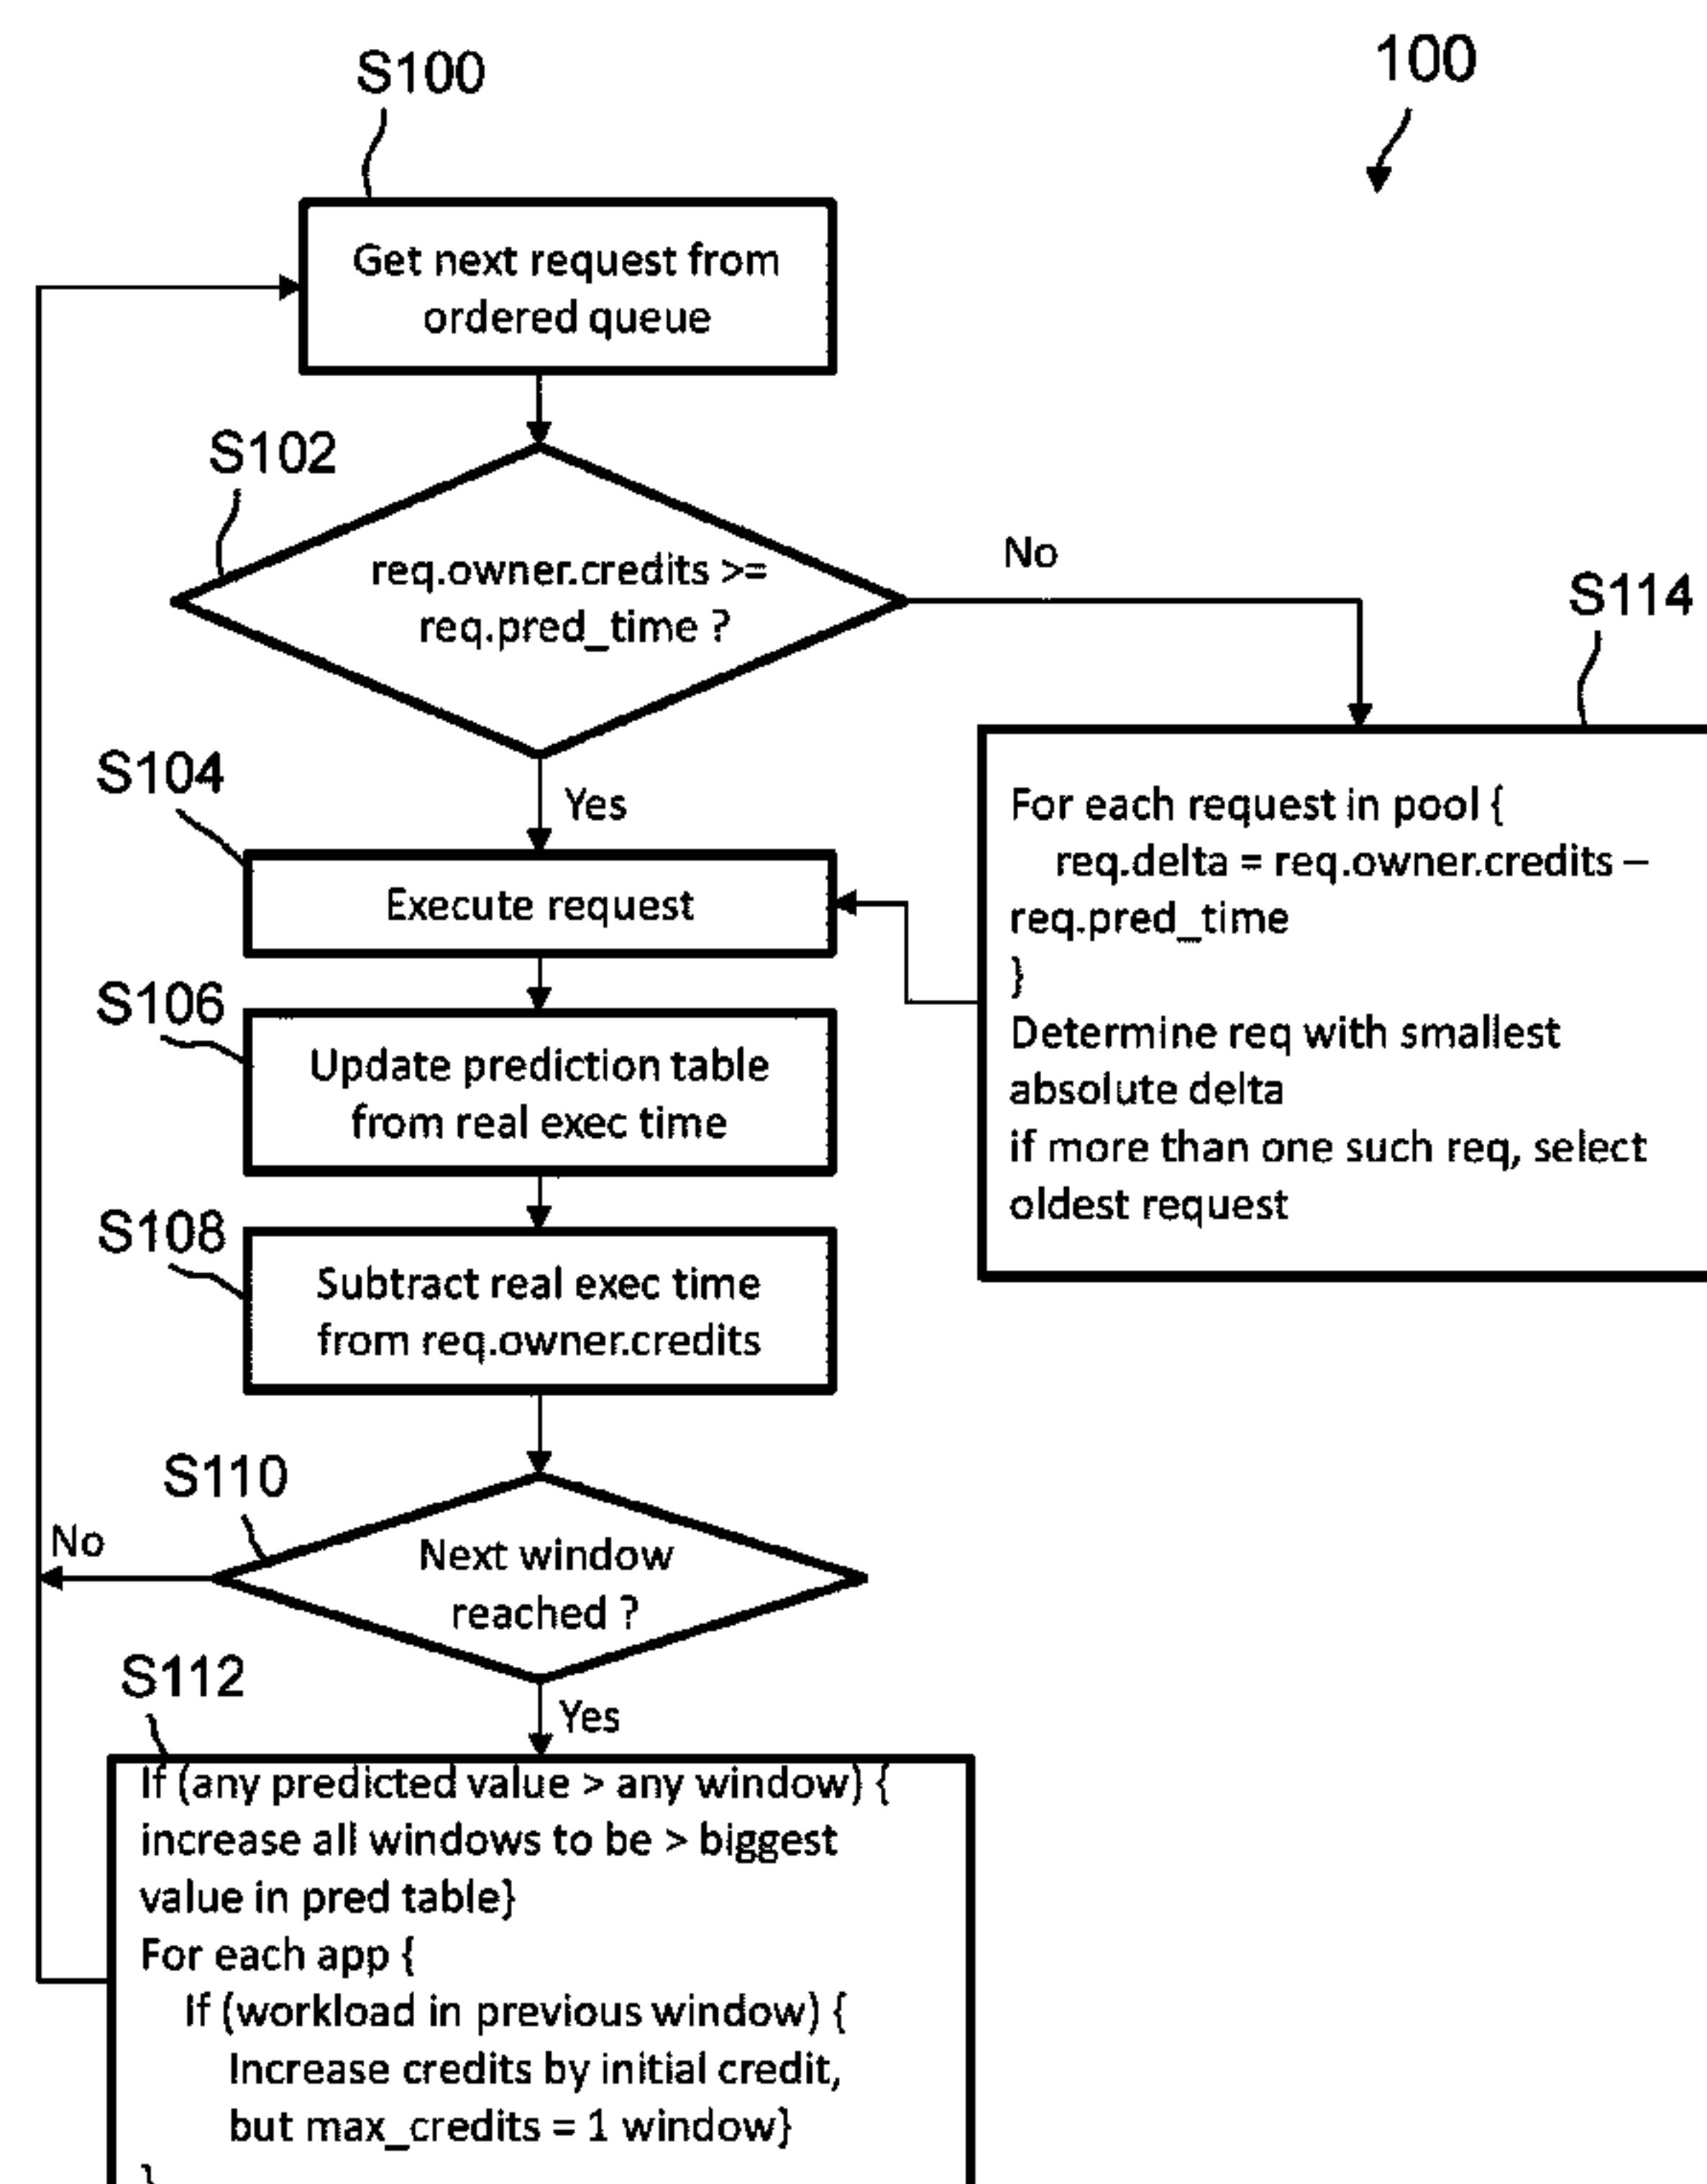 S100
100
Get next request from
ordered queue
S102
req.owner.credits >=
req.pred_time ?
No
S114
S104
Yes
For each request in pool {
req.delta = req.owner.credits –
req.pred_time
}
Determine req with smallest
absolute delta
if more than one such req, select
oldest request
Execute request
S106
Update prediction table
from real exec time
S108
Subtract real exec time
from req.owner.credits
S110
No
Next window
reached ?
S112
Yes
If (any predicted value > any window) {
increase all windows to be > biggest
value in pred table}
For each app {
If (workload in previous window) {
Increase credits by initial credit,
but max_credits = 1 window}
}